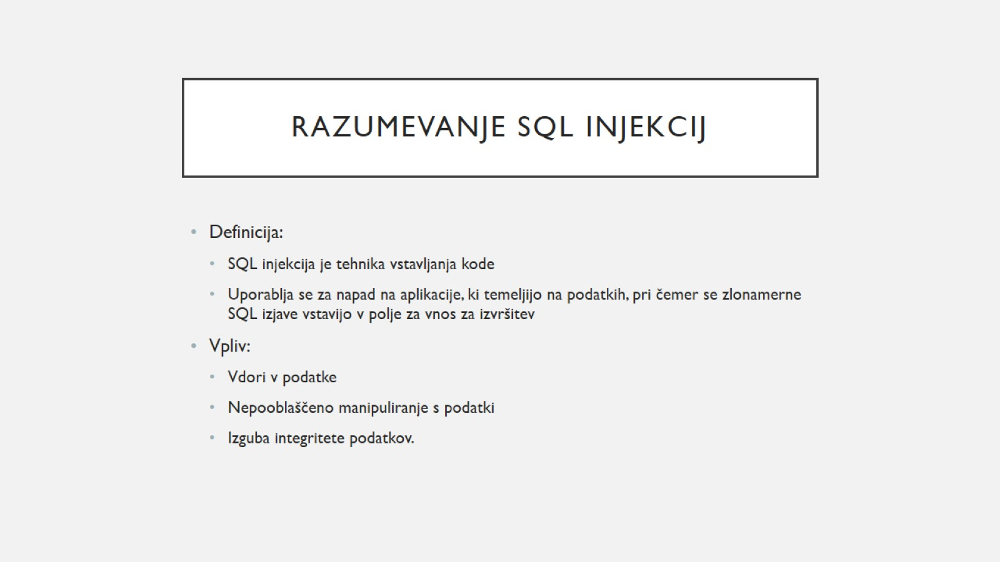 RAZUMEVANJE SQL INJEKCIJ
• Definicija:
• SQL injekcija je tehnika vstavljanja kode
• Uporablja se za napad na aplikacije, ki temeljijo na podatkih, pri čemer se zlonamerne
SQL izjave vstavijo v polje za vnos za izvršitev
• Vpliv:
• Vdori v podatke
• Nepooblaščeno manipuliranje s podatki
• Izguba integritete podatkov.